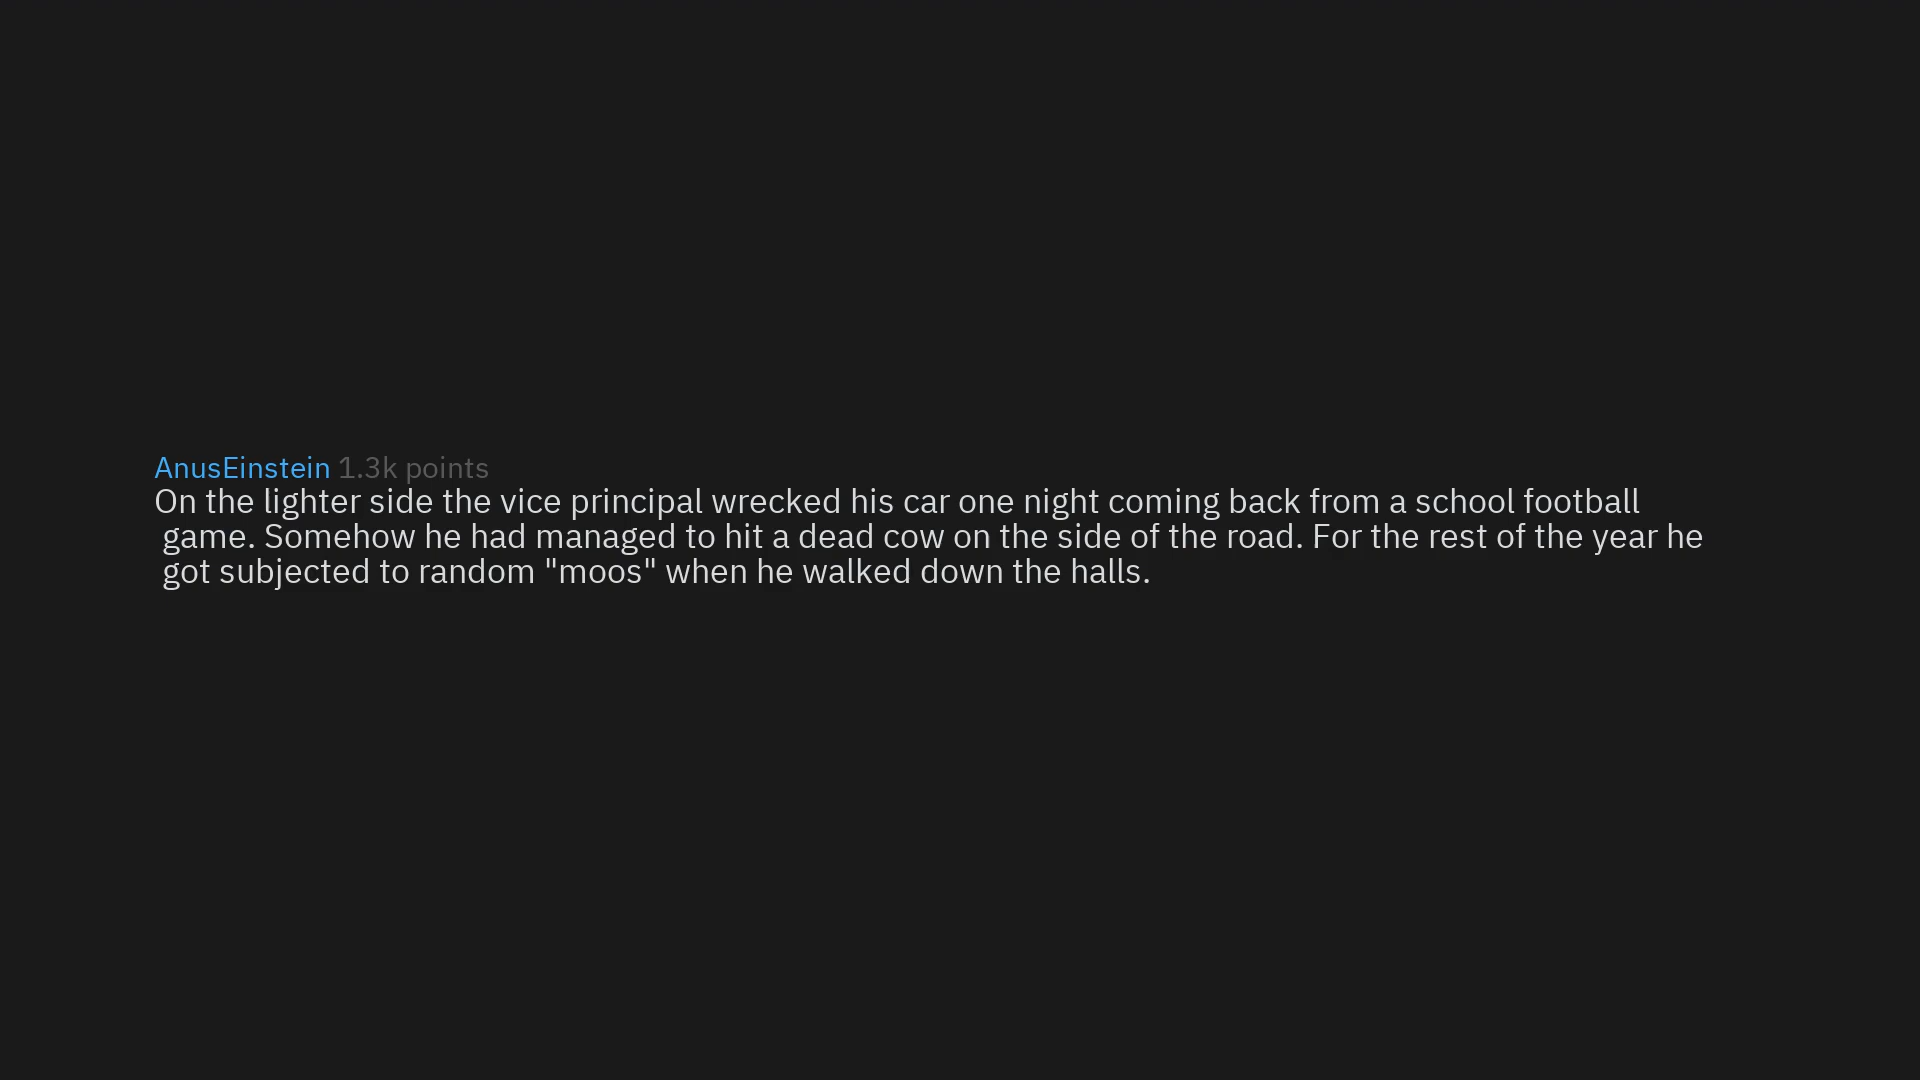 AnusEinstein 1.3k points
On the lighter side the vice principal wrecked his car one night coming back from a school football
game. Somehow he had managed to hit a dead cow on the side of the road. For the rest of the year he
got subjected to random "moos" when he walked down the halls.